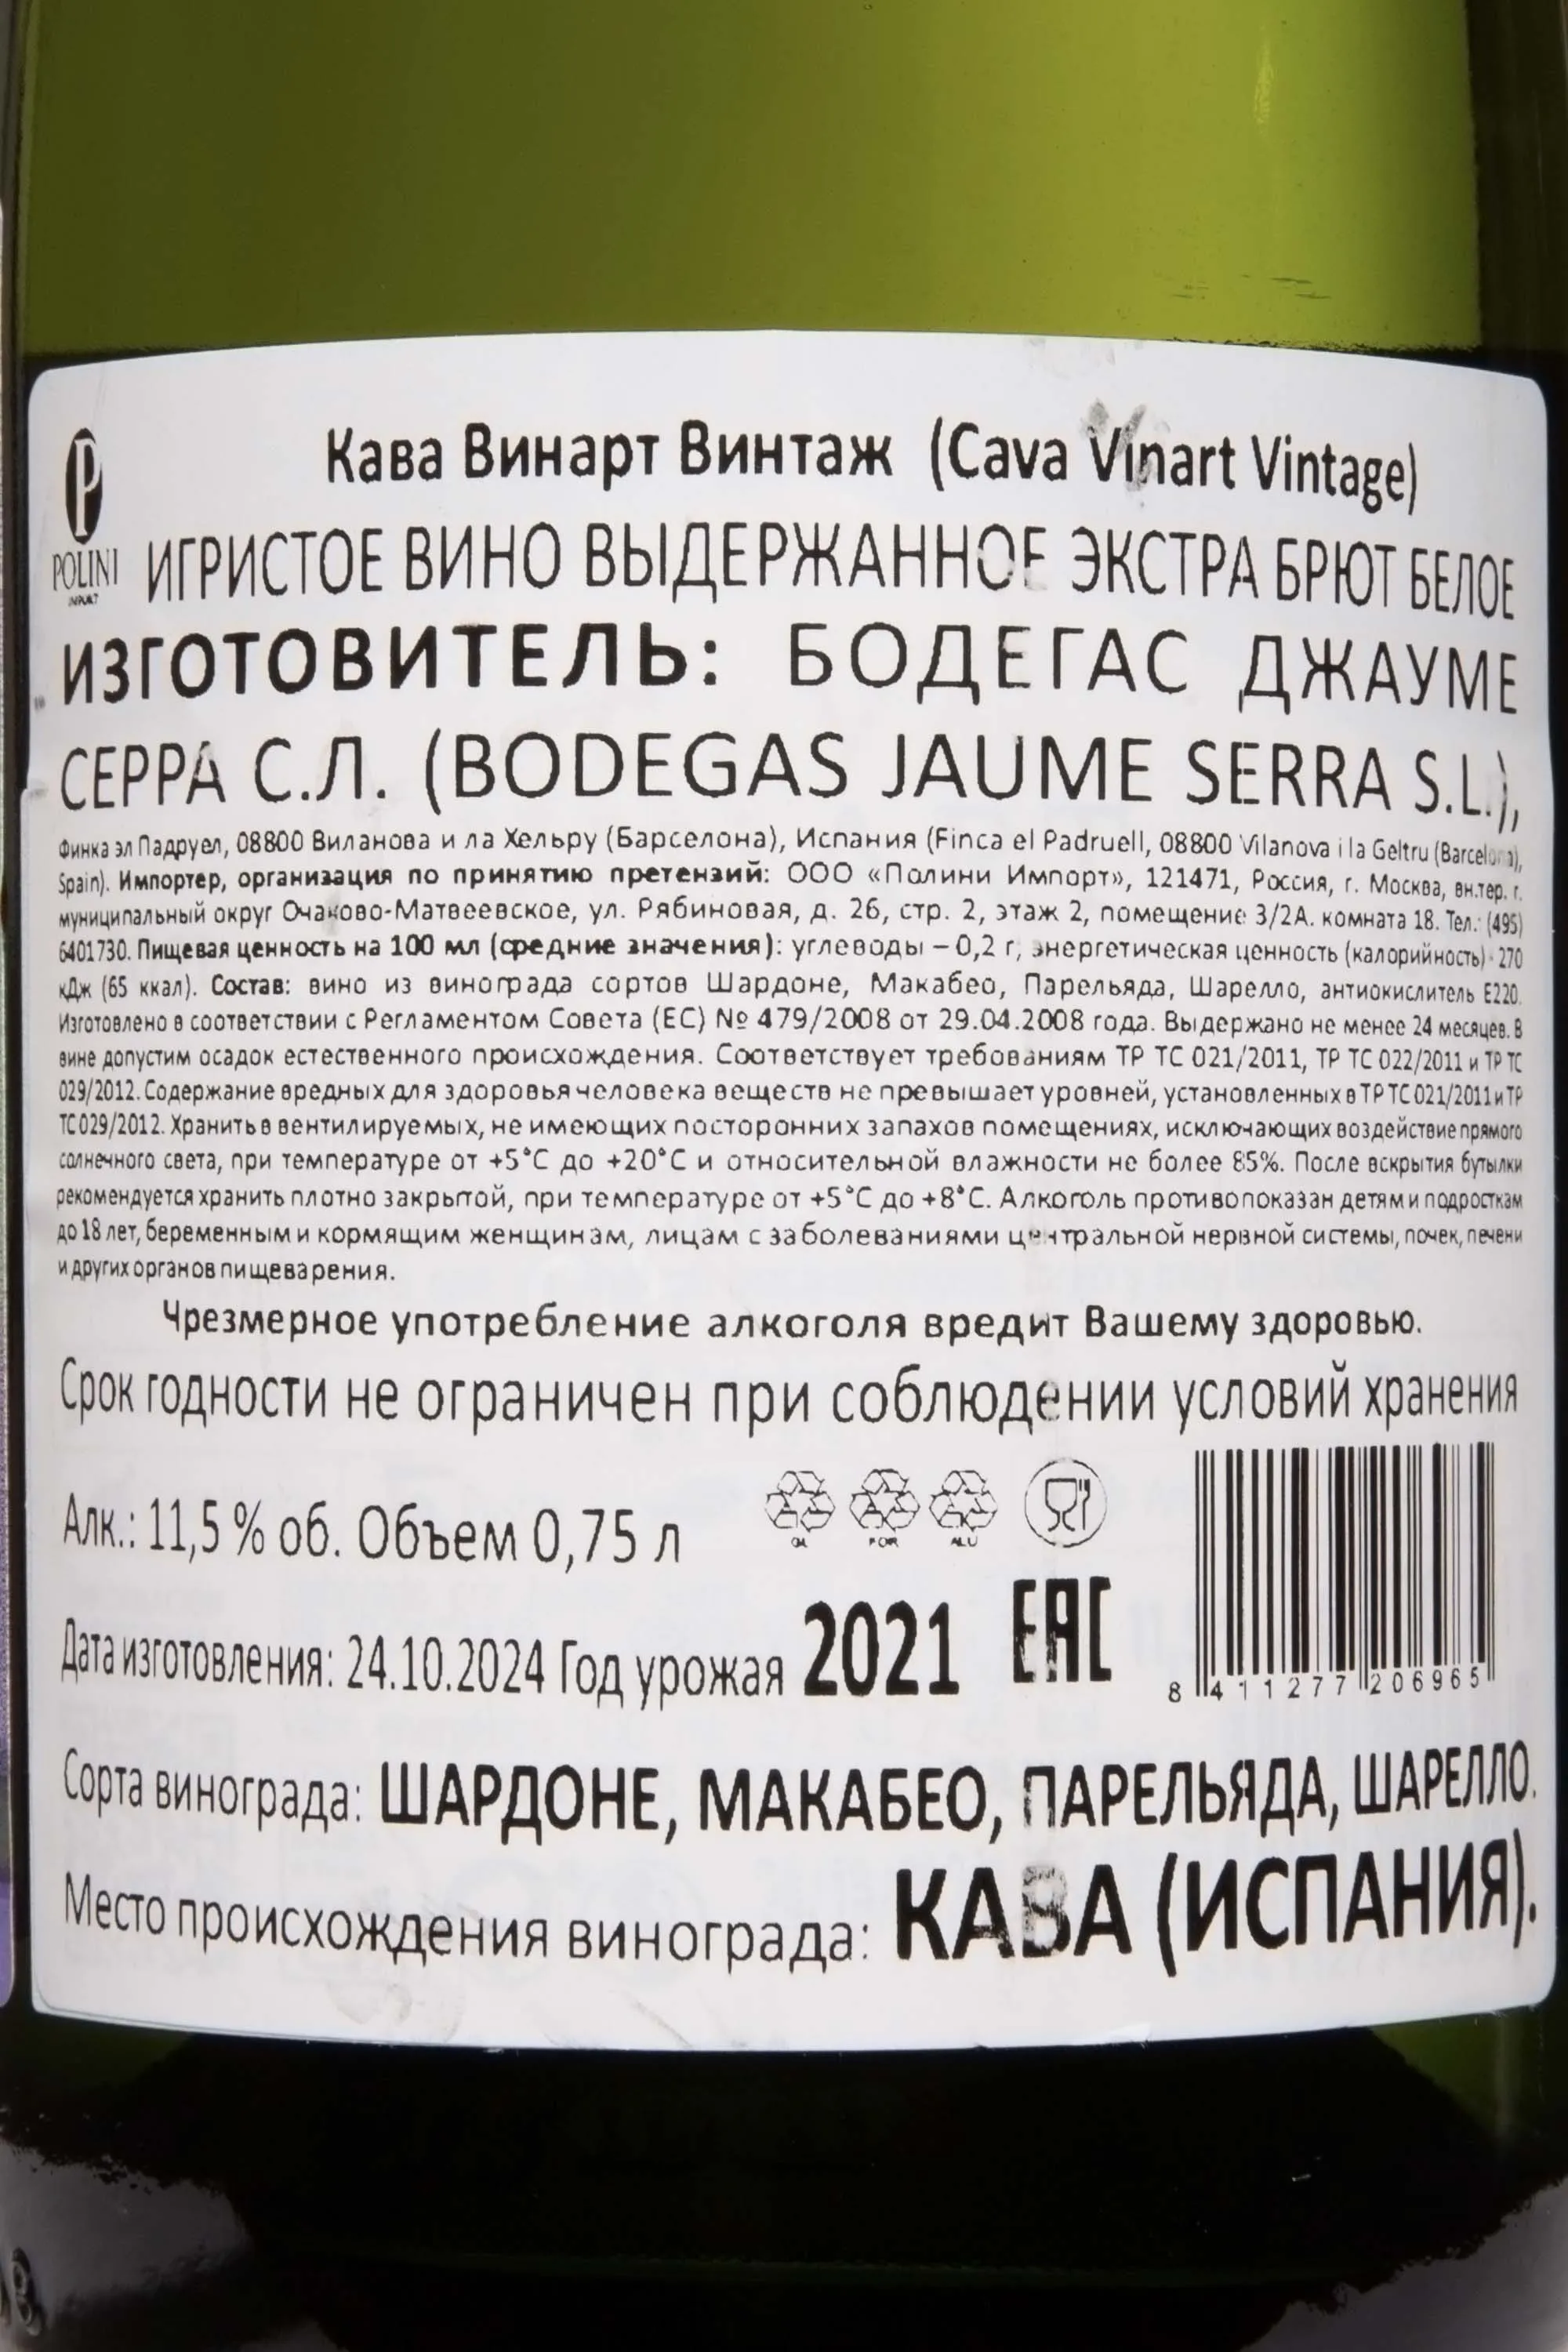 Кава Винарт Винтаж (Cava Vinart Vintage)
POLINI
ИГРИСТОЕ ВИНО ВЫДЕРЖАННОЕ ЭКСТРА БРЮТ БЕЛОЕ
ИЗГОТОВИТЕЛЬ: БОДЕГАС ДЖАУМЕ
СЕРРА С.Л. (BODEGAS JAUME SERRA S.L.),
Финка эл Падруел, 08800 Виланова и ла Хельру (Барселона), Испания (Finca el Padruell, 08800 Vilanova i la Geltru (Barcelona),
Spain). Импортер, организация по принятию претензий: ООО «Полини Импорт», 121471, Россия, г. Москва, вн.тер. г.
муниципальный округ Очаково-Матвеевское, ул. Рябиновая, д. 26, стр. 2, этаж 2, помещение 3/2А. комната 18. Тел.: (495)
6401730. Пищевая ценность на 100 мл (средние значения): углеводы – 0,2 г, энергетическая ценность (калорийность) - 270
кДж (65 ккал). Состав: вино из винограда сортов Шардоне, Макабео, Парельяда, Шарелло, антиокислитель Е220.
Изготовлено в соответствии с Регламентом Совета (ЕС) № 479/2008 от 29.04.2008 года. Выдержано не менее 24 месяцев. В
вине допустим осадок естественного происхождения. Соответствует требованиям ТР ТС 021/2011, ТР ТС 022/2011 и ТР ТС
029/2012. Содержание вредных для здоровья человека веществ не превышает уровней, установленных в ТР ТС 021/2011 и ТР
ТС 029/2012. Хранить в вентилируемых, не имеющих посторонних запахов помещениях, исключающих воздействие прямого
солнечного света, при температуре от +5°С до +20°С и относительной влажности не более 85%. После вскрытия бутылки
рекомендуется хранить плотно закрытой, при температуре от +5°С до +8°С. Алкоголь противопоказан детям и подросткам
до 18 лет, беременным и кормящим женщинам, лицам с заболеваниями центральной нервной системы, почек, печени
и других органов пищеварения.
Чрезмерное употребление алкоголя вредит Вашему здоровью.
Срок годности не ограничен при соблюдении условий хранения
Алк.: 11,5 % об. Объем 0,75 л
FOR ALU
Дата изготовления: 24.10.2024 Год урожая 2021 EAC
8 411277 206965
Сорта винограда: ШАРДОНЕ, МАКАБЕО, ПАРЕЛЬЯДА, ШАРЕЛЛО.
Место происхождения винограда: КАВА (ИСПАНИЯ).